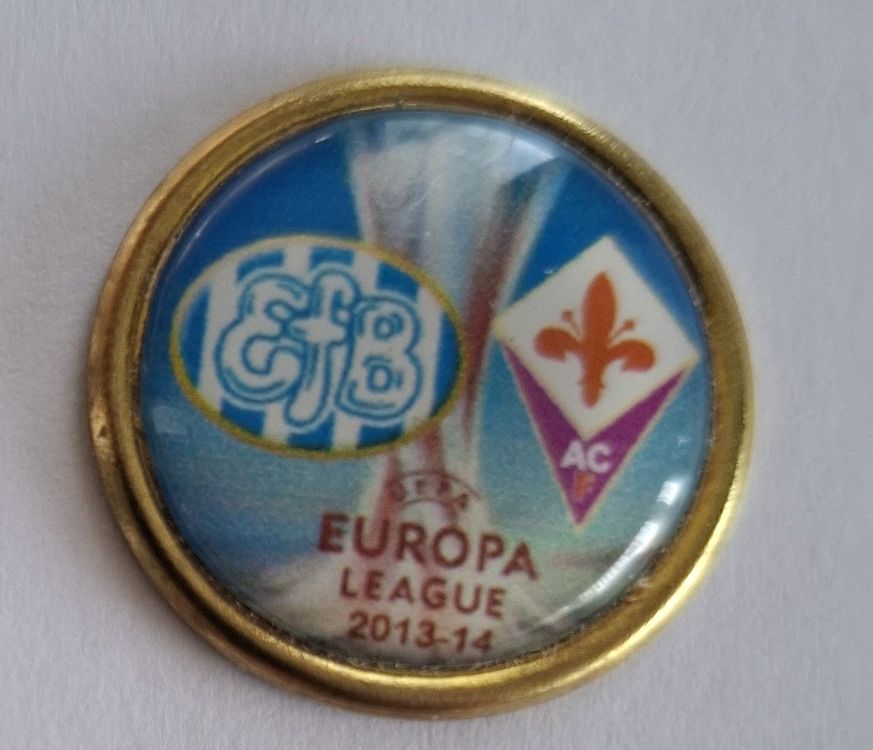 EfB
AC
F
UEFA
EUROPA
LEAGUE
2013-14